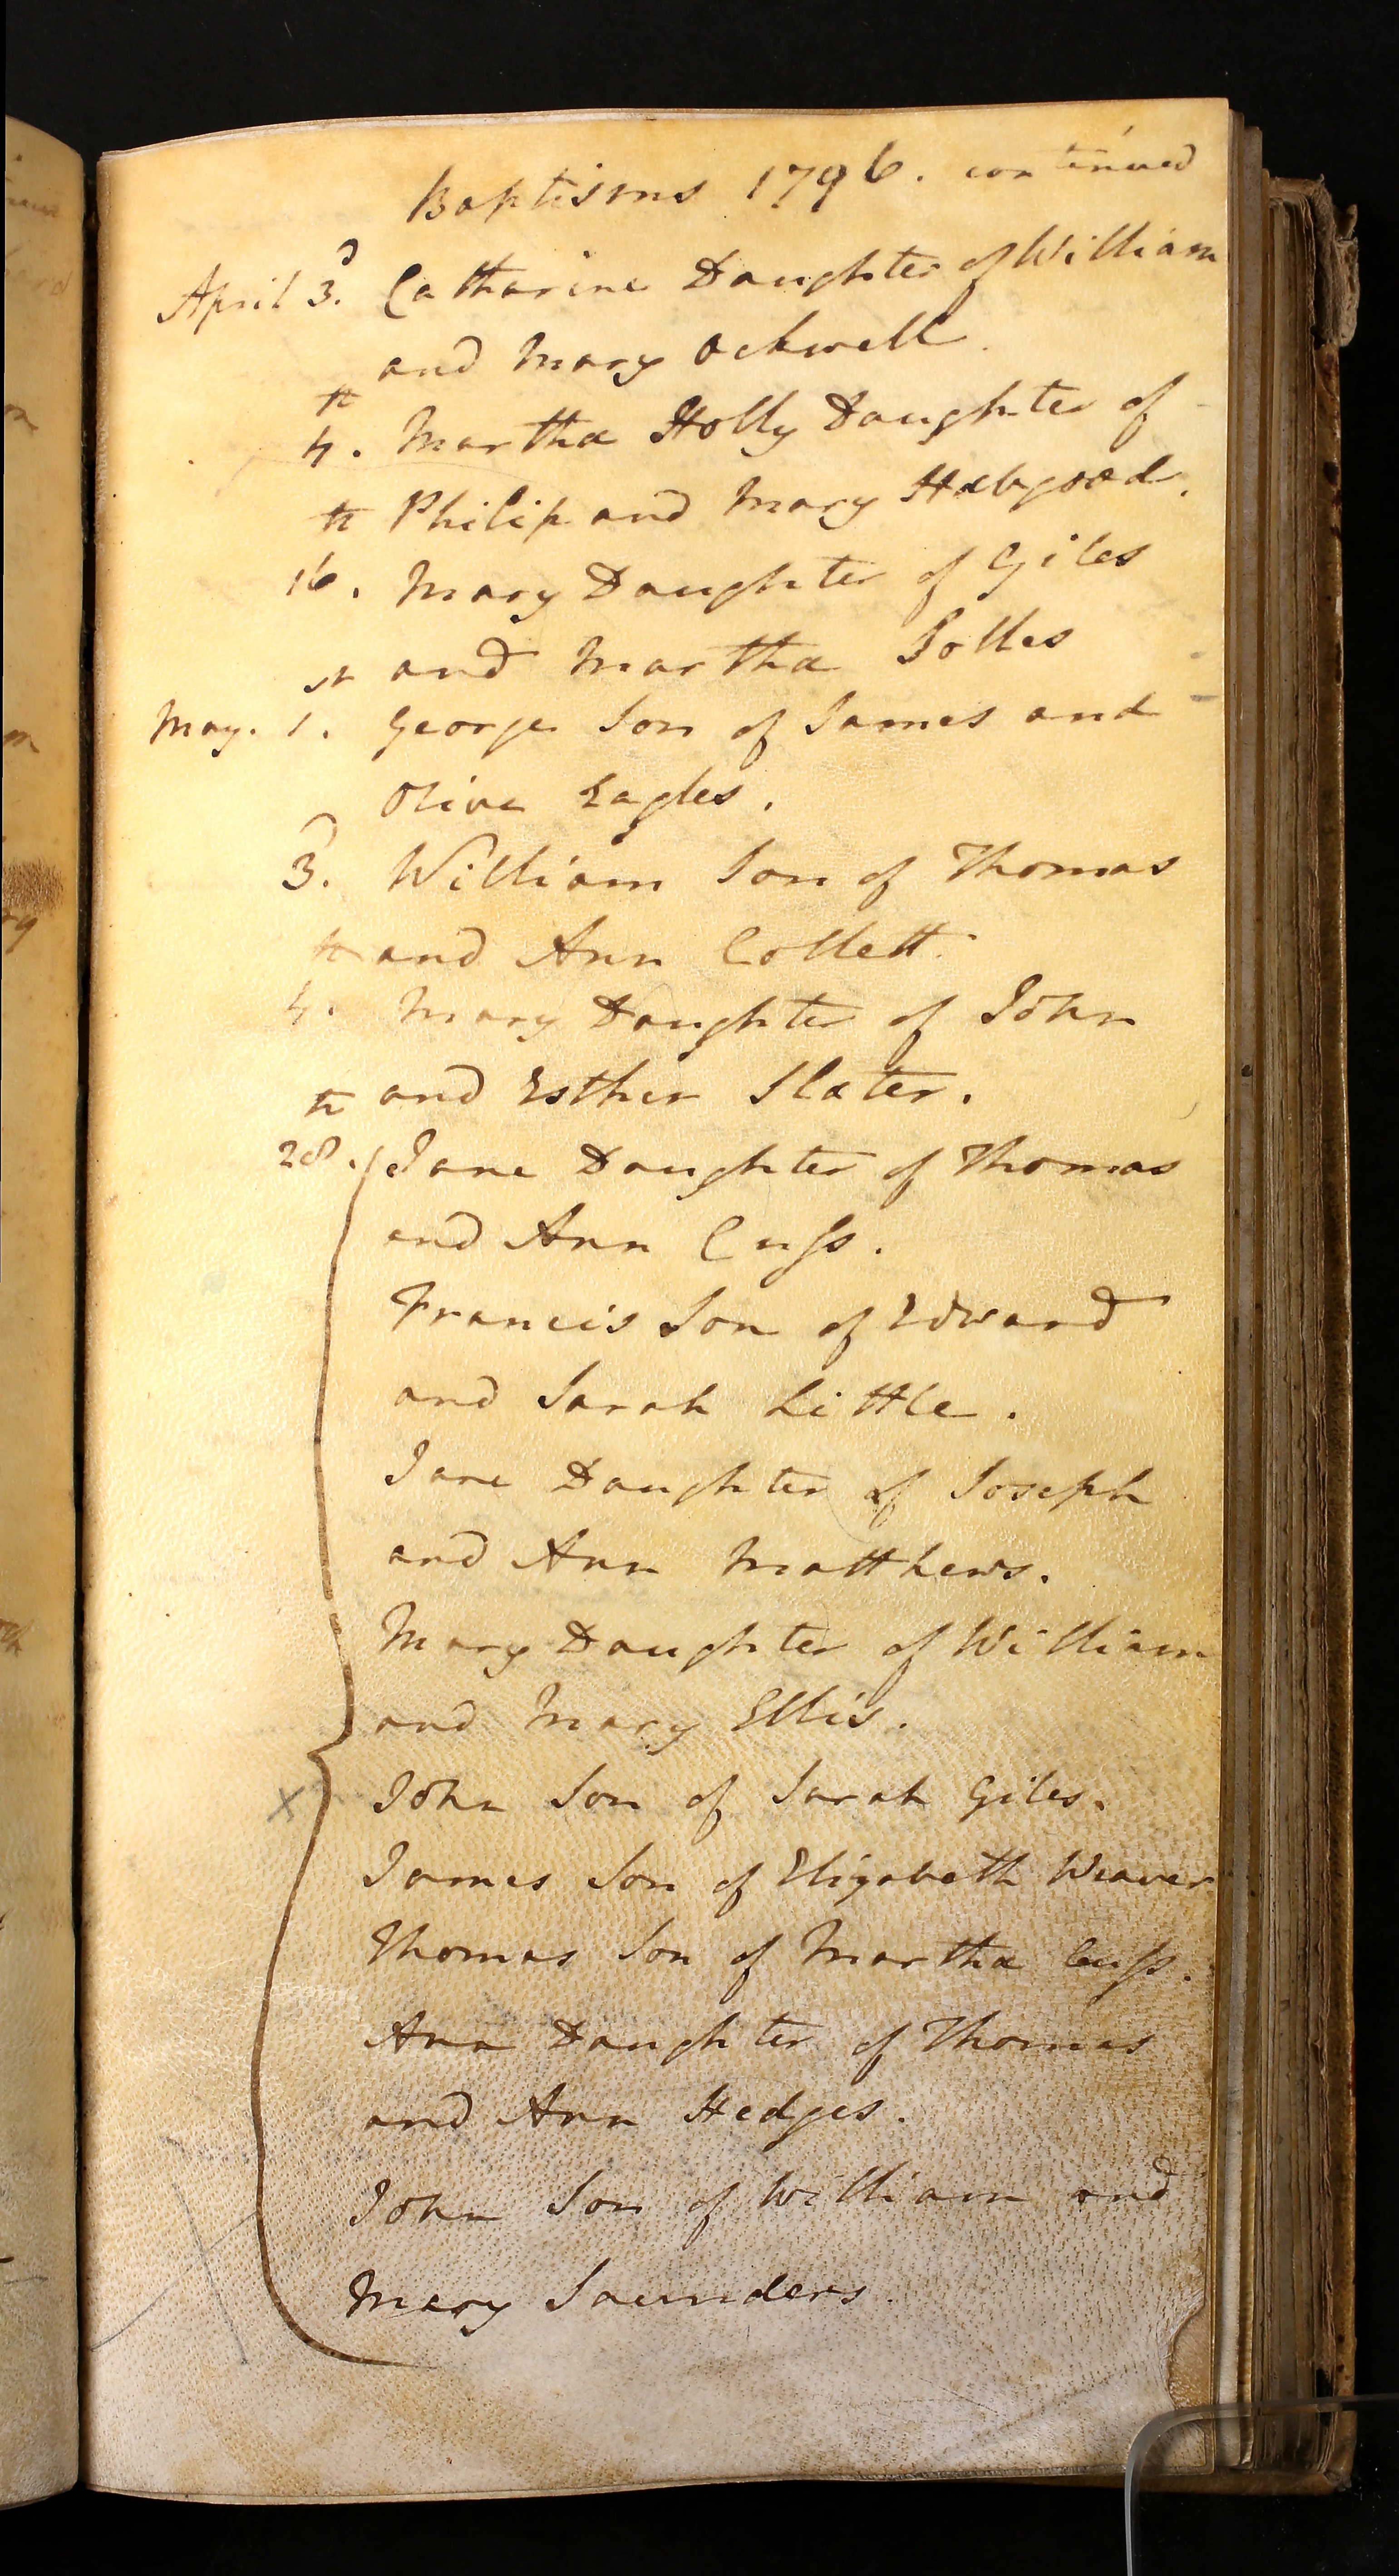 Baptisms 1796. continued
April 3.d Catharine Daughter of William
and Mary Ockwell.
4.th Martha Holly Daughter of
Philip and Mary Habgood.
16.th Mary Daughter of Giles
and Martha
May. 1.st George Son of James and
Olive Eagles.
3.d William Son of Thomas
and Ann Collett.
4.th Mary Daughter of John
and Esther Slater.
28.th Jane Daughter of Thomas
and Ann Cuſs.
Francis Son of Edward
and Sarah Little.
Jane Daughter of Joseph
and Ann Matthews.
Mary Daughter of William
and Mary Ellis.
X John Son of Sarah Giles.
James Son of Elizabeth Weaver
Thomas Son of Martha Cuſs.
Ann Daughter of Thomas
and Ann Hedges.
John Son of William and
Mary Saunders.